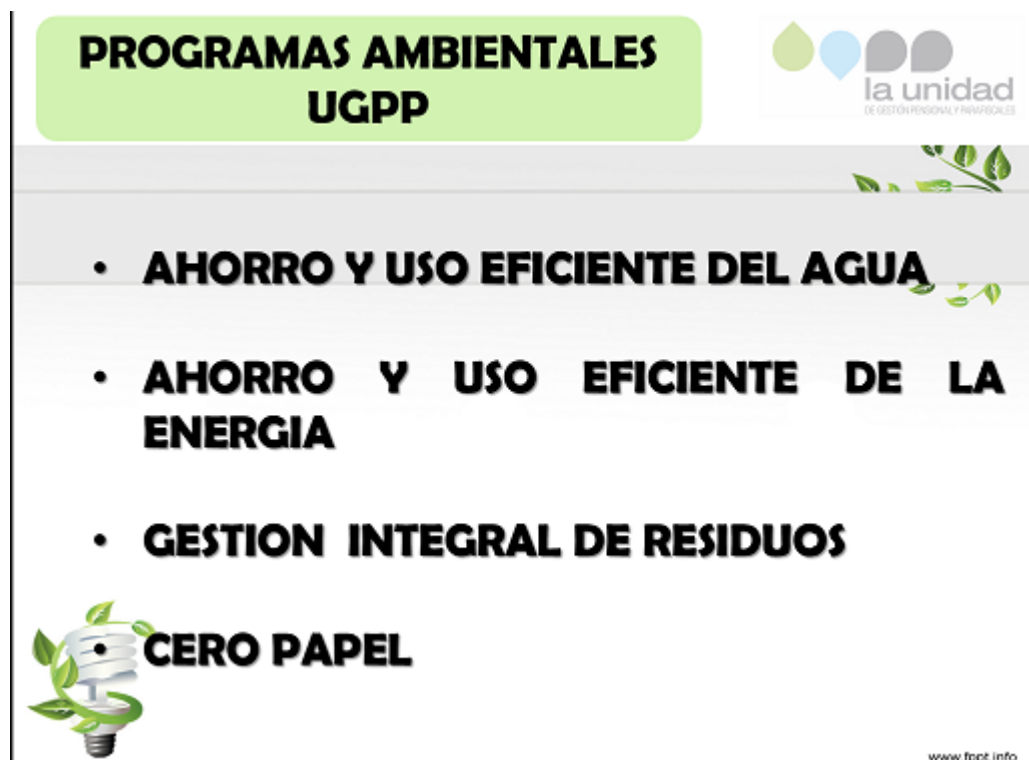 PROGRAMAS AMBIENTALES
UGPP
la unidad
DE GESTIÓN PENSIONAL Y PARAFISCALES
• AHORRO Y USO EFICIENTE DEL AGUA
• AHORRO Y USO EFICIENTE DE LA
ENERGIA
• GESTION INTEGRAL DE RESIDUOS
• CERO PAPEL
www.fppt.info